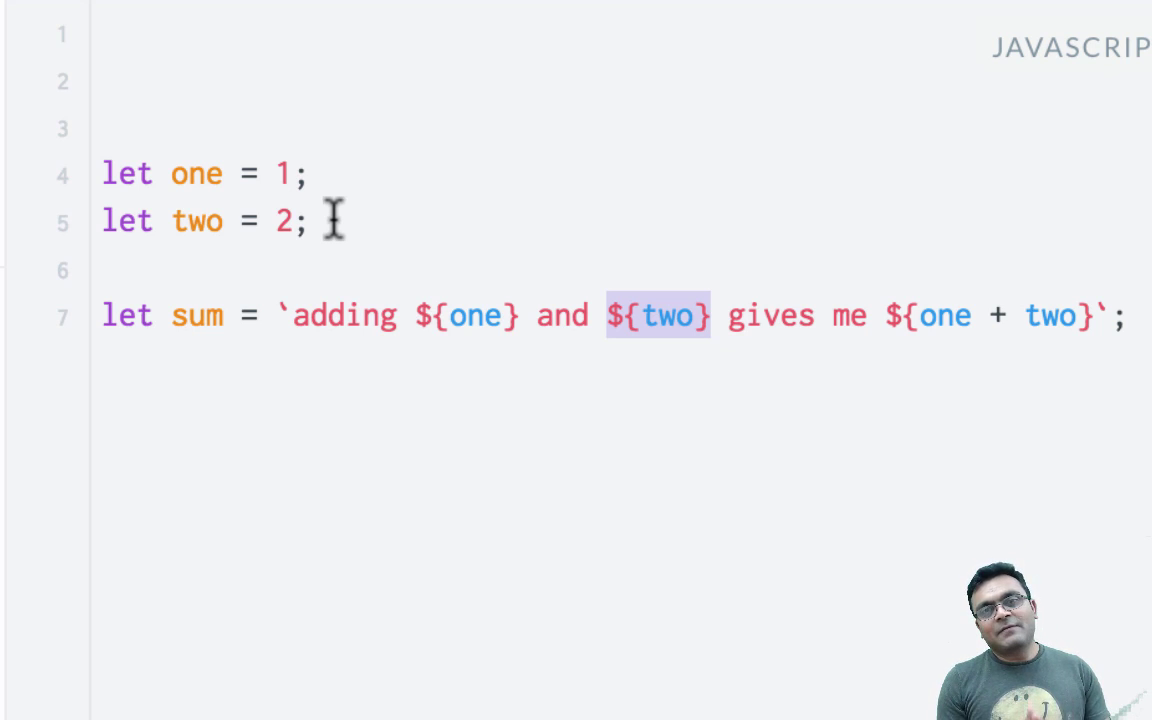 JAVASCRIP
1
2
3
4 let one = 1;
5 let two = 2;
6
7 let sum = `adding ${one} and ${two} gives me ${one + two}`;